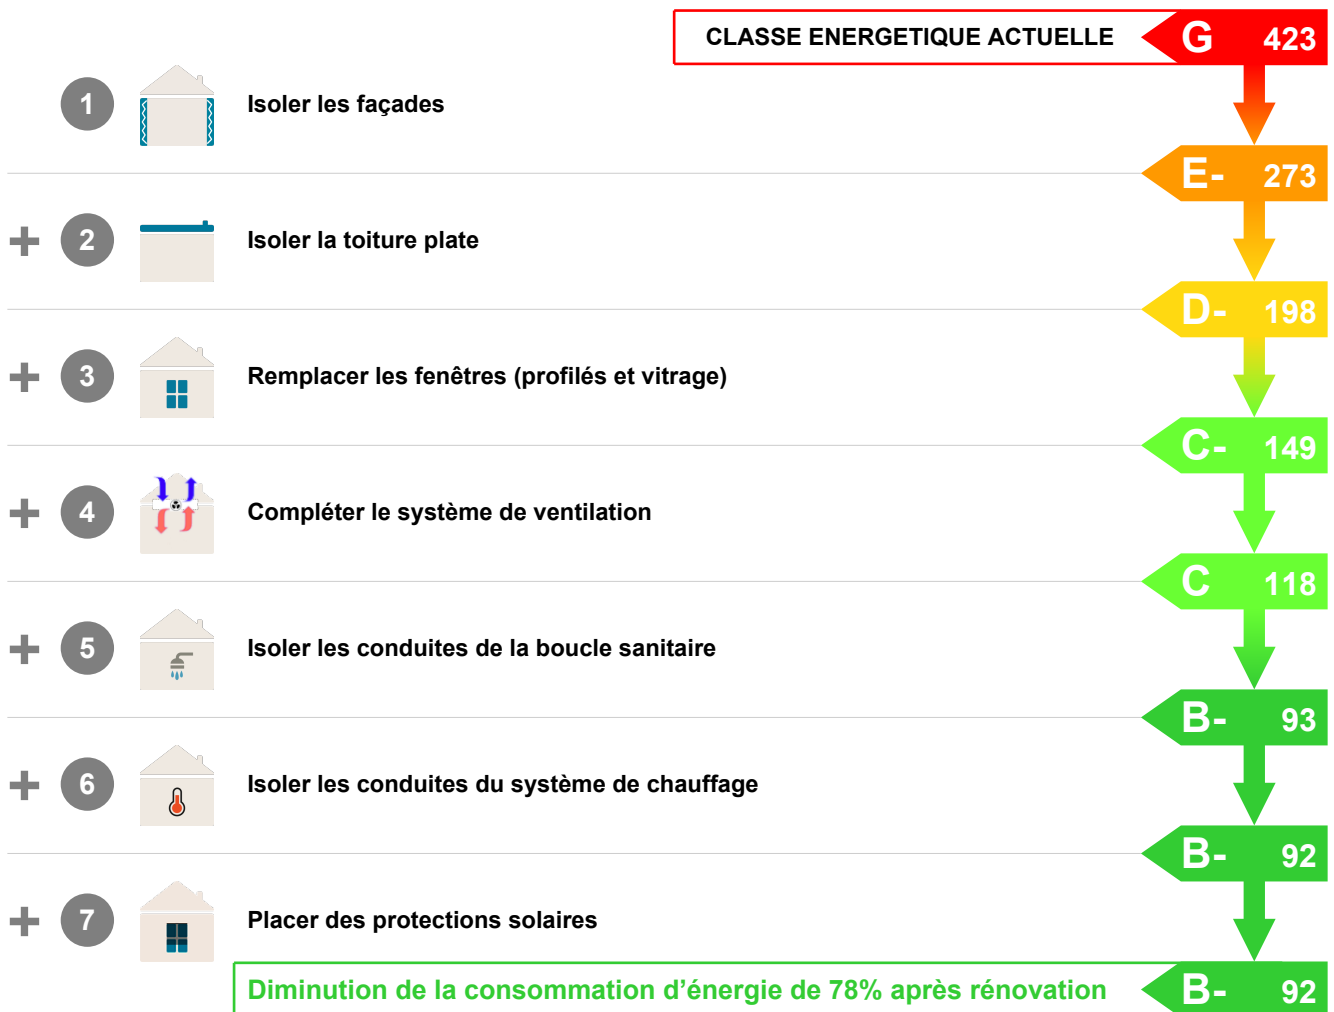 CLASSE ENERGETIQUE ACTUELLE G 423
1 Isoler les façades
E- 273
+ 2 Isoler la toiture plate
D- 198
+ 3 Remplacer les fenêtres (profilés et vitrage)
C- 149
+ 4 Compléter le système de ventilation
C 118
+ 5 Isoler les conduites de la boucle sanitaire
B- 93
+ 6 Isoler les conduites du système de chauffage
B- 92
+ 7 Placer des protections solaires
Diminution de la consommation d’énergie de 78% après rénovation B- 92